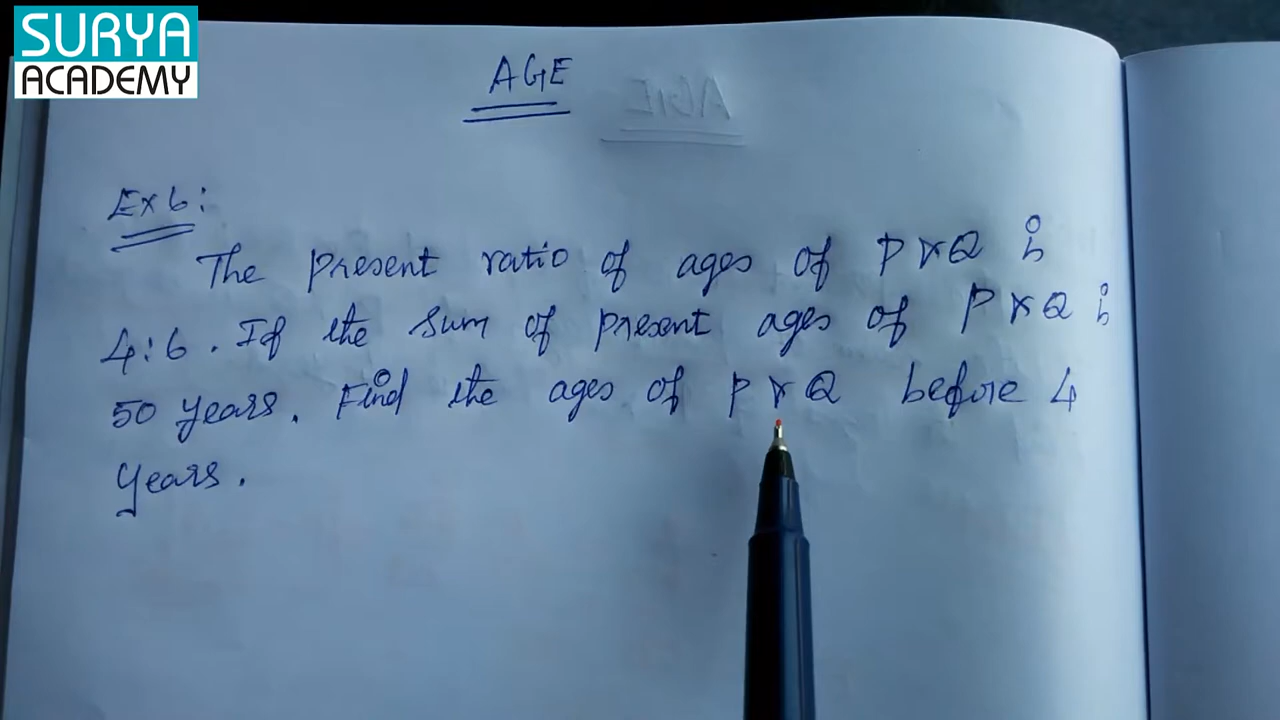 SURYA
ACADEMY
AGE
Ex 6:
The present ratio of ages of P & Q is
4:6. If the sum of present ages of P & Q is
50 years. Find the ages of P & Q before 4
years.